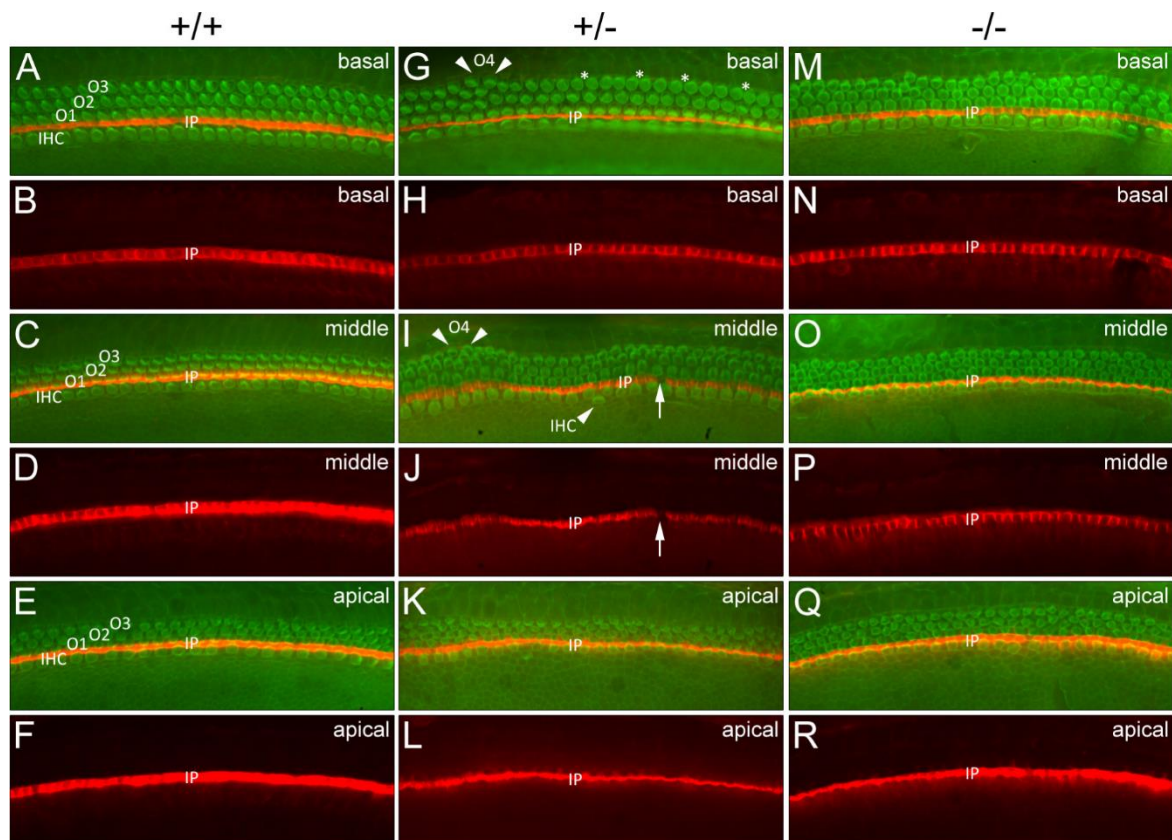 +/+ +/- -/-
A basal G O4 * * * * basal M basal
O3
O2
O1
IHC IP IP IP
B basal H basal N basal
IP IP IP
C middle I O4 middle O middle
O3
O2
O1
IHC IP IP IP
IHC
D middle J middle P middle
IP IP IP
E apical K apical Q apical
O3
O2
O1
IHC IP IP IP
F apical L apical R apical
IP IP IP